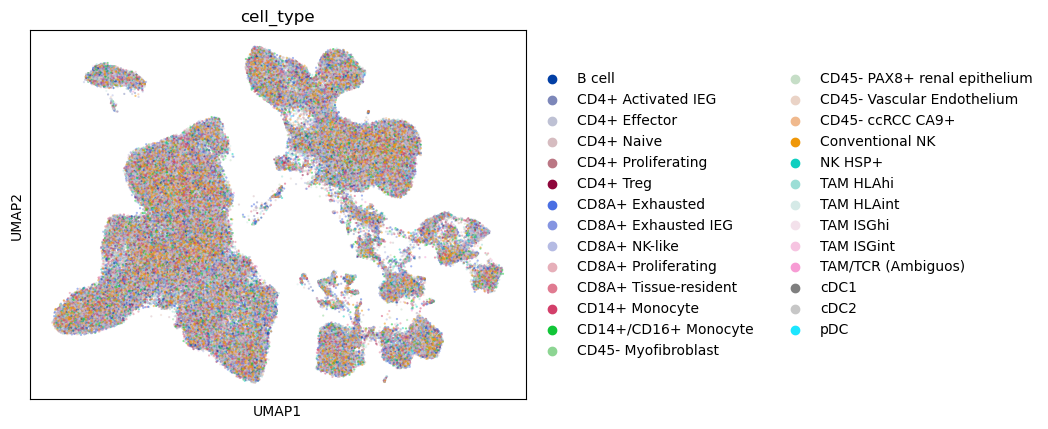 cell_type
UMAP2
UMAP1
B cell
CD4+ Activated IEG
CD4+ Effector
CD4+ Naive
CD4+ Proliferating
CD4+ Treg
CD8A+ Exhausted
CD8A+ Exhausted IEG
CD8A+ NK-like
CD8A+ Proliferating
CD8A+ Tissue-resident
CD14+ Monocyte
CD14+/CD16+ Monocyte
CD45- Myofibroblast
CD45- PAX8+ renal epithelium
CD45- Vascular Endothelium
CD45- ccRCC CA9+
Conventional NK
NK HSP+
TAM HLAhi
TAM HLAint
TAM ISGhi
TAM ISGint
TAM/TCR (Ambiguos)
cDC1
cDC2
pDC